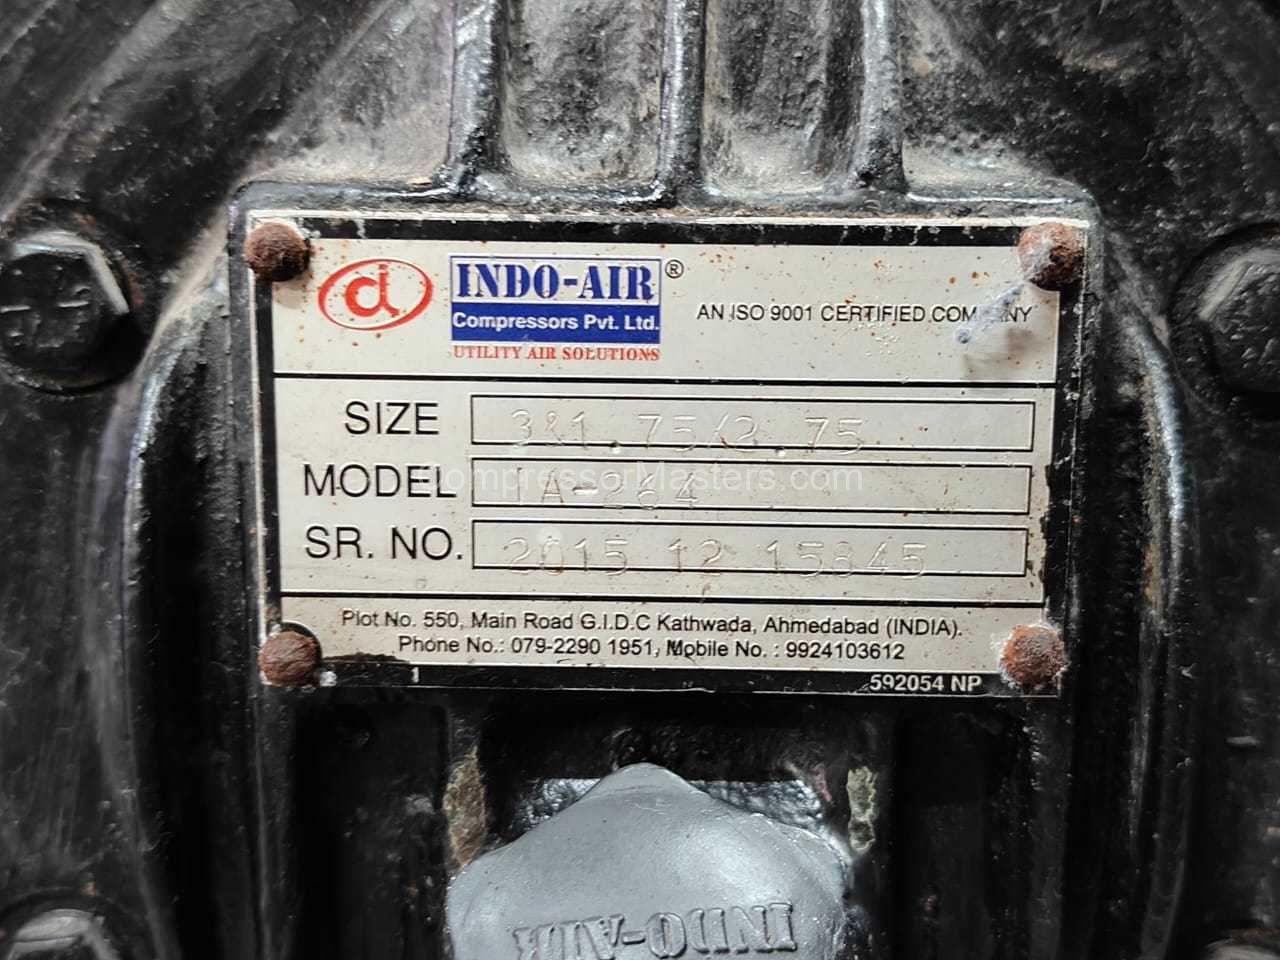 ci INDO-AIR®
Compressors Pvt. Ltd.
UTILITY AIR SOLUTIONS
AN ISO 9001 CERTIFIED COMPANY
SIZE 3&1.75/2.75
MODEL IA-264
CompressorMasters.com
SR. NO. 2015 12 15845
Plot No. 550, Main Road G.I.D.C Kathwada, Ahmedabad (INDIA).
Phone No.: 079-2290 1951, Mobile No. : 9924103612
592054 NP
INDO-AIR